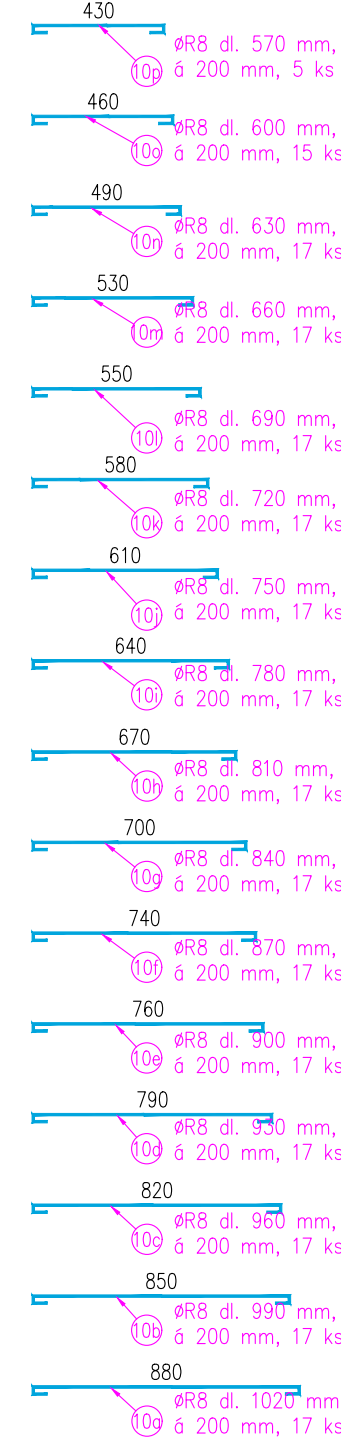 430
øR8 dl. 570 mm,
10p á 200 mm, 5 ks
460
øR8 dl. 600 mm,
10o á 200 mm, 15 ks
490
øR8 dl. 630 mm,
10n á 200 mm, 17 ks
530
øR8 dl. 660 mm,
10m á 200 mm, 17 ks
550
øR8 dl. 690 mm,
10l á 200 mm, 17 ks
580
øR8 dl. 720 mm,
10k á 200 mm, 17 ks
610
øR8 dl. 750 mm,
10j á 200 mm, 17 ks
640
øR8 dl. 780 mm,
10i á 200 mm, 17 ks
670
øR8 dl. 810 mm,
10h á 200 mm, 17 ks
700
øR8 dl. 840 mm,
10g á 200 mm, 17 ks
740
øR8 dl. 870 mm,
10f á 200 mm, 17 ks
760
øR8 dl. 900 mm,
10e á 200 mm, 17 ks
790
øR8 dl. 930 mm,
10d á 200 mm, 17 ks
820
øR8 dl. 960 mm,
10c á 200 mm, 17 ks
850
øR8 dl. 990 mm,
10b á 200 mm, 17 ks
880
øR8 dl. 1020 mm
10a á 200 mm, 17 ks